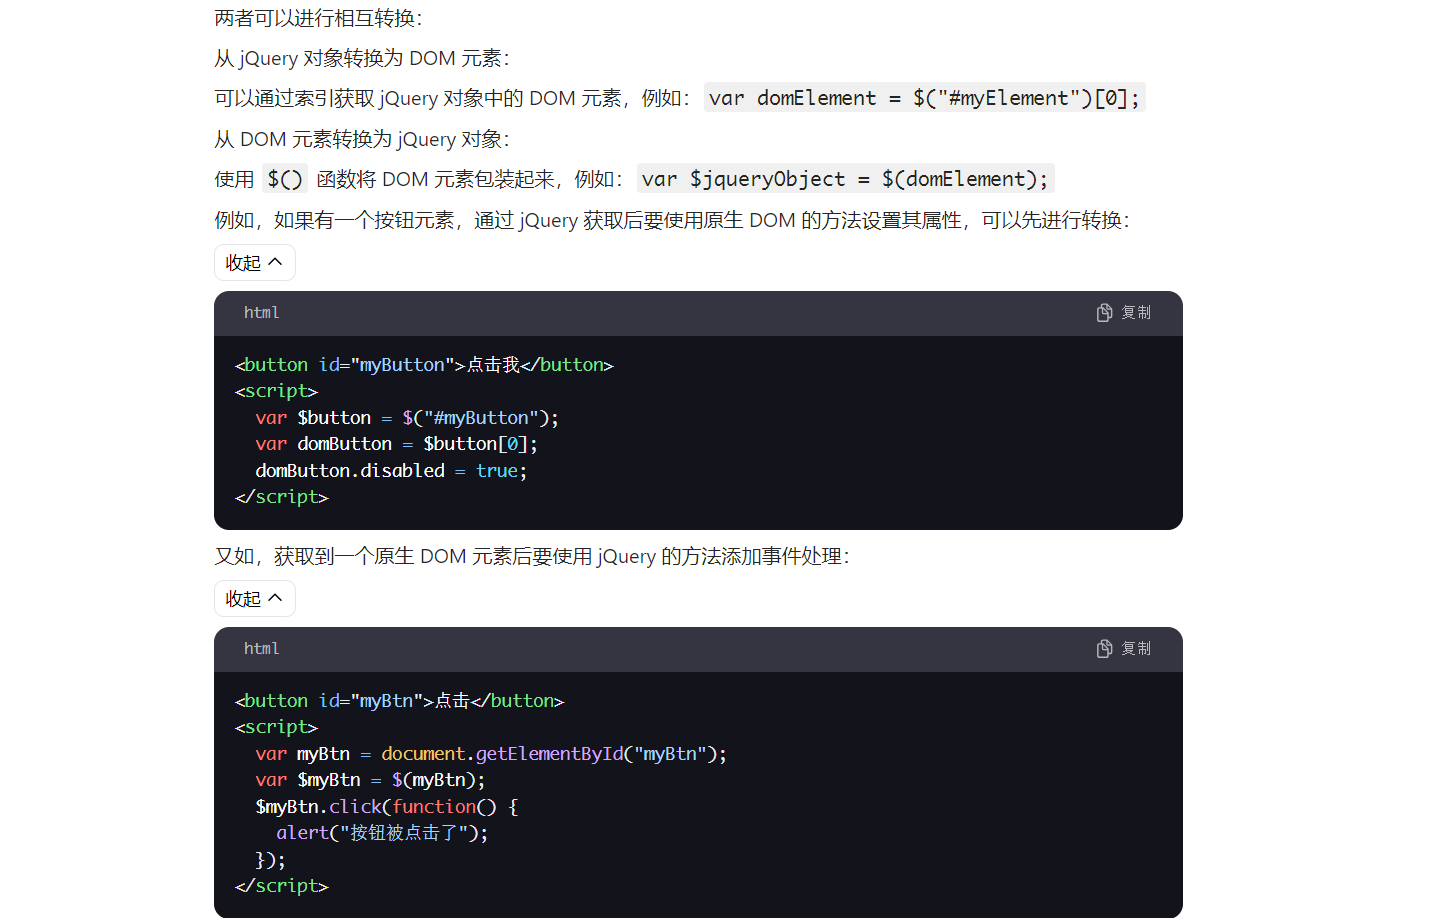 两者可以进行相互转换：
从 jQuery 对象转换为 DOM 元素：
可以通过索引获取 jQuery 对象中的 DOM 元素，例如： var domElement = $("#myElement")[0];
从 DOM 元素转换为 jQuery 对象：
使用 $() 函数将 DOM 元素包装起来，例如： var $jqueryObject = $(domElement);
例如，如果有一个按钮元素，通过 jQuery 获取后要使用原生 DOM 的方法设置其属性，可以先进行转换：
收起
html 复制
<button id="myButton">点击我</button>
<script>
  var $button = $("#myButton");
  var domButton = $button[0];
  domButton.disabled = true;
</script>
又如，获取到一个原生 DOM 元素后要使用 jQuery 的方法添加事件处理：
收起
html 复制
<button id="myBtn">点击</button>
<script>
  var myBtn = document.getElementById("myBtn");
  var $myBtn = $(myBtn);
  $myBtn.click(function() {
    alert("按钮被点击了");
  });
</script>